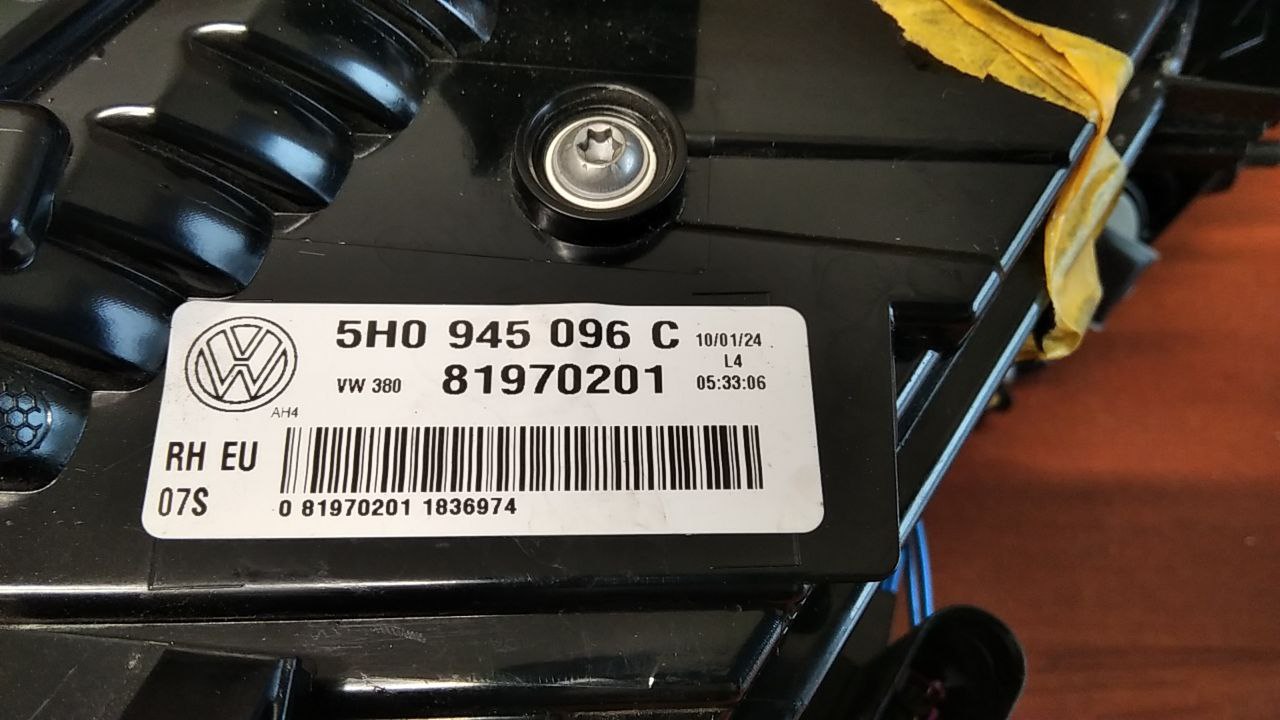 5H0 945 096 C
10/01/24
L4
VW 380 81970201
05:33:06
AH4
RH EU
07S
0 81970201 1836974